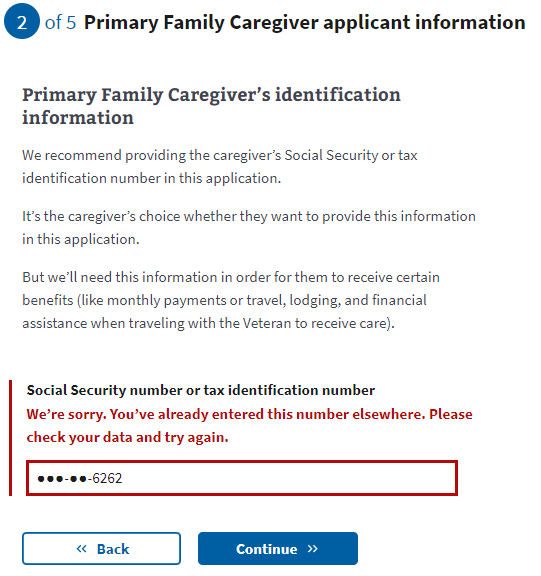 2 of 5 Primary Family Caregiver applicant information
Primary Family Caregiver’s identification
information
We recommend providing the caregiver’s Social Security or tax
identification number in this application.
It’s the caregiver’s choice whether they want to provide this information
in this application.
But we’ll need this information in order for them to receive certain
benefits (like monthly payments or travel, lodging, and financial
assistance when traveling with the Veteran to receive care).
Social Security number or tax identification number
We’re sorry. You’ve already entered this number elsewhere. Please
check your data and try again.
●●●-●●-6262
« Back
Continue »